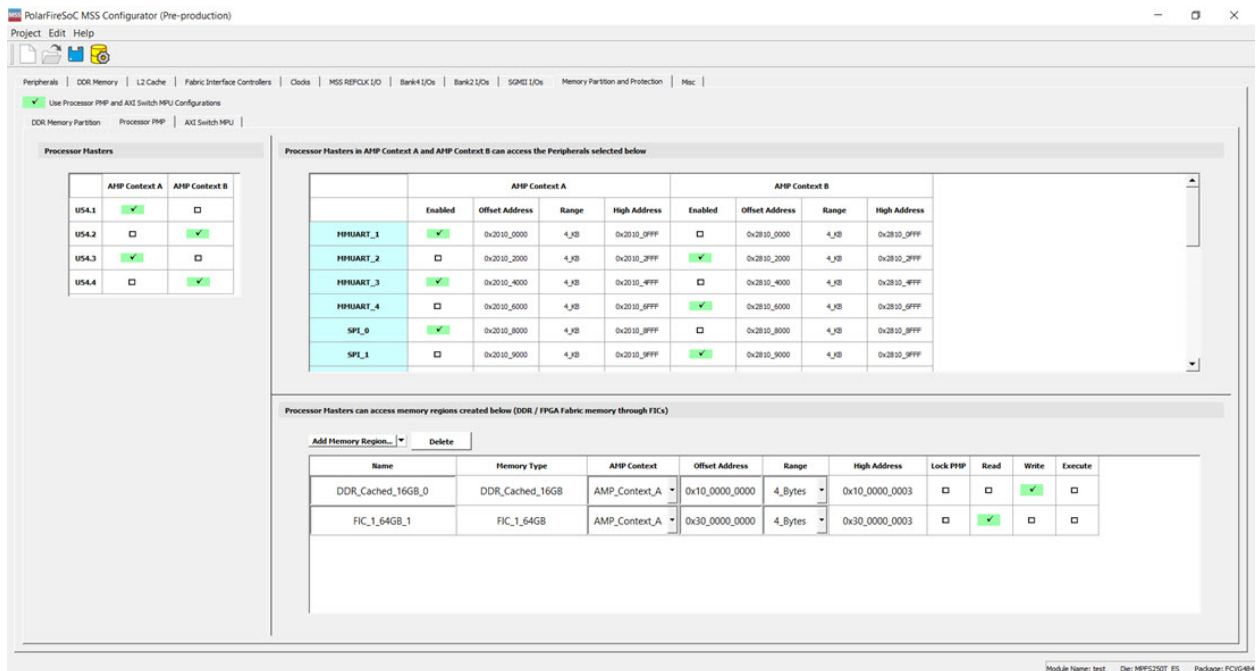 MSS PolarFireSoC MSS Configurator (Pre-production)
Project Edit Help
Peripherals DDR Memory L2 Cache Fabric Interface Controllers Clocks MSS REFCLK I/O Bank4 I/Os Bank2 I/Os SGMII I/Os Memory Partition and Protection Misc
Use Processor PMP and AXI Switch MPU Configurations
DDR Memory Partition Processor PMP AXI Switch MPU
Processor Masters
AMP Context A AMP Context B
U54.1
U54.2
U54.3
U54.4
Processor Masters in AMP Context A and AMP Context B can access the Peripherals selected below
AMP Context A AMP Context B
Enabled Offset Address Range High Address Enabled Offset Address Range High Address
MMUART_1 0x2010_0000 4_KB 0x2010_0FFF 0x2810_0000 4_KB 0x2810_0FFF
MMUART_2 0x2010_2000 4_KB 0x2010_2FFF 0x2810_2000 4_KB 0x2810_2FFF
MMUART_3 0x2010_4000 4_KB 0x2010_4FFF 0x2810_4000 4_KB 0x2810_4FFF
MMUART_4 0x2010_6000 4_KB 0x2010_6FFF 0x2810_6000 4_KB 0x2810_6FFF
SPI_0 0x2010_8000 4_KB 0x2010_8FFF 0x2810_8000 4_KB 0x2810_8FFF
SPI_1 0x2010_9000 4_KB 0x2010_9FFF 0x2810_9000 4_KB 0x2810_9FFF
Processor Masters can access memory regions created below (DDR / FPGA Fabric memory through FICs)
Add Memory Region... Delete
Name Memory Type AMP Context Offset Address Range High Address Lock PMP Read Write Execute
DDR_Cached_16GB_0 DDR_Cached_16GB AMP_Context_A 0x10_0000_0000 4_Bytes 0x10_0000_0003
FIC_1_64GB_1 FIC_1_64GB AMP_Context_A 0x30_0000_0000 4_Bytes 0x30_0000_0003
Module Name: test Die: MPFS250T_ES Package: FCVG484